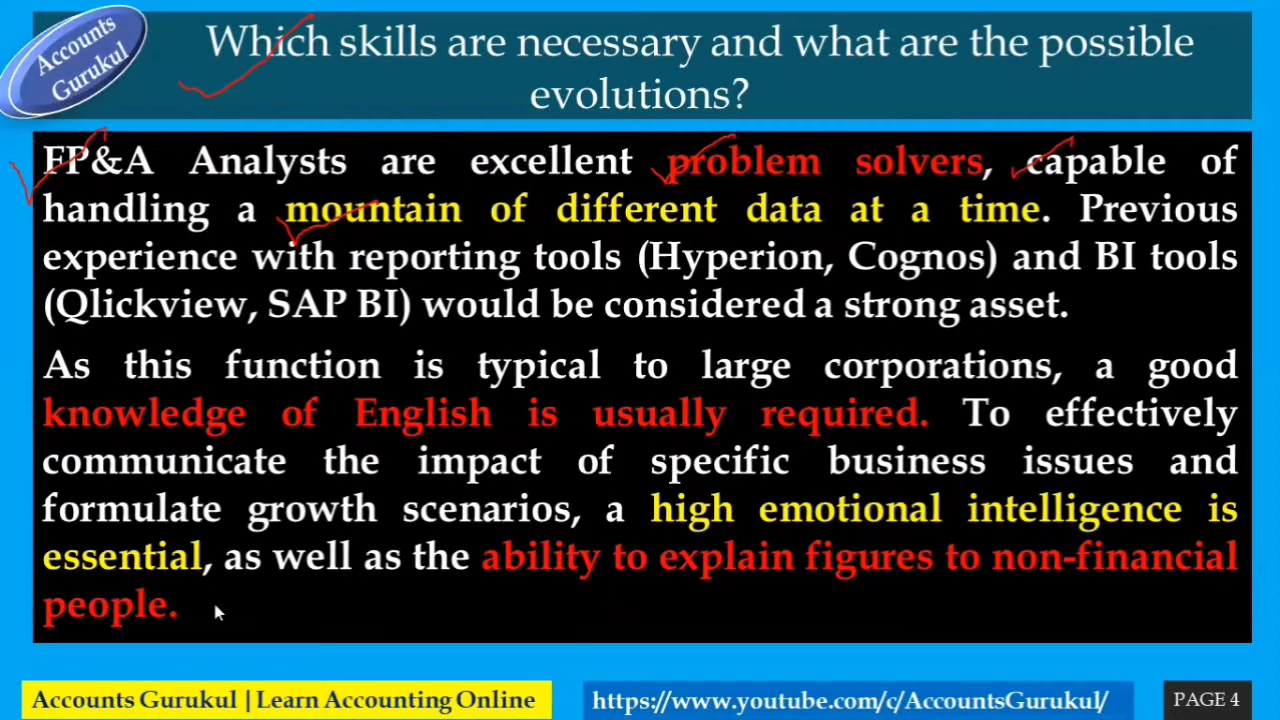 Accounts
Gurukul
Which skills are necessary and what are the possible
evolutions?
FP&A Analysts are excellent problem solvers, capable of
handling a mountain of different data at a time. Previous
experience with reporting tools (Hyperion, Cognos) and BI tools
(Qlickview, SAP BI) would be considered a strong asset.
As this function is typical to large corporations, a good
knowledge of English is usually required. To effectively
communicate the impact of specific business issues and
formulate growth scenarios, a high emotional intelligence is
essential, as well as the ability to explain figures to non-financial
people.
Accounts Gurukul |Learn Accounting Online
https://www.youtube.com/c/AccountsGurukul/
PAGE 4